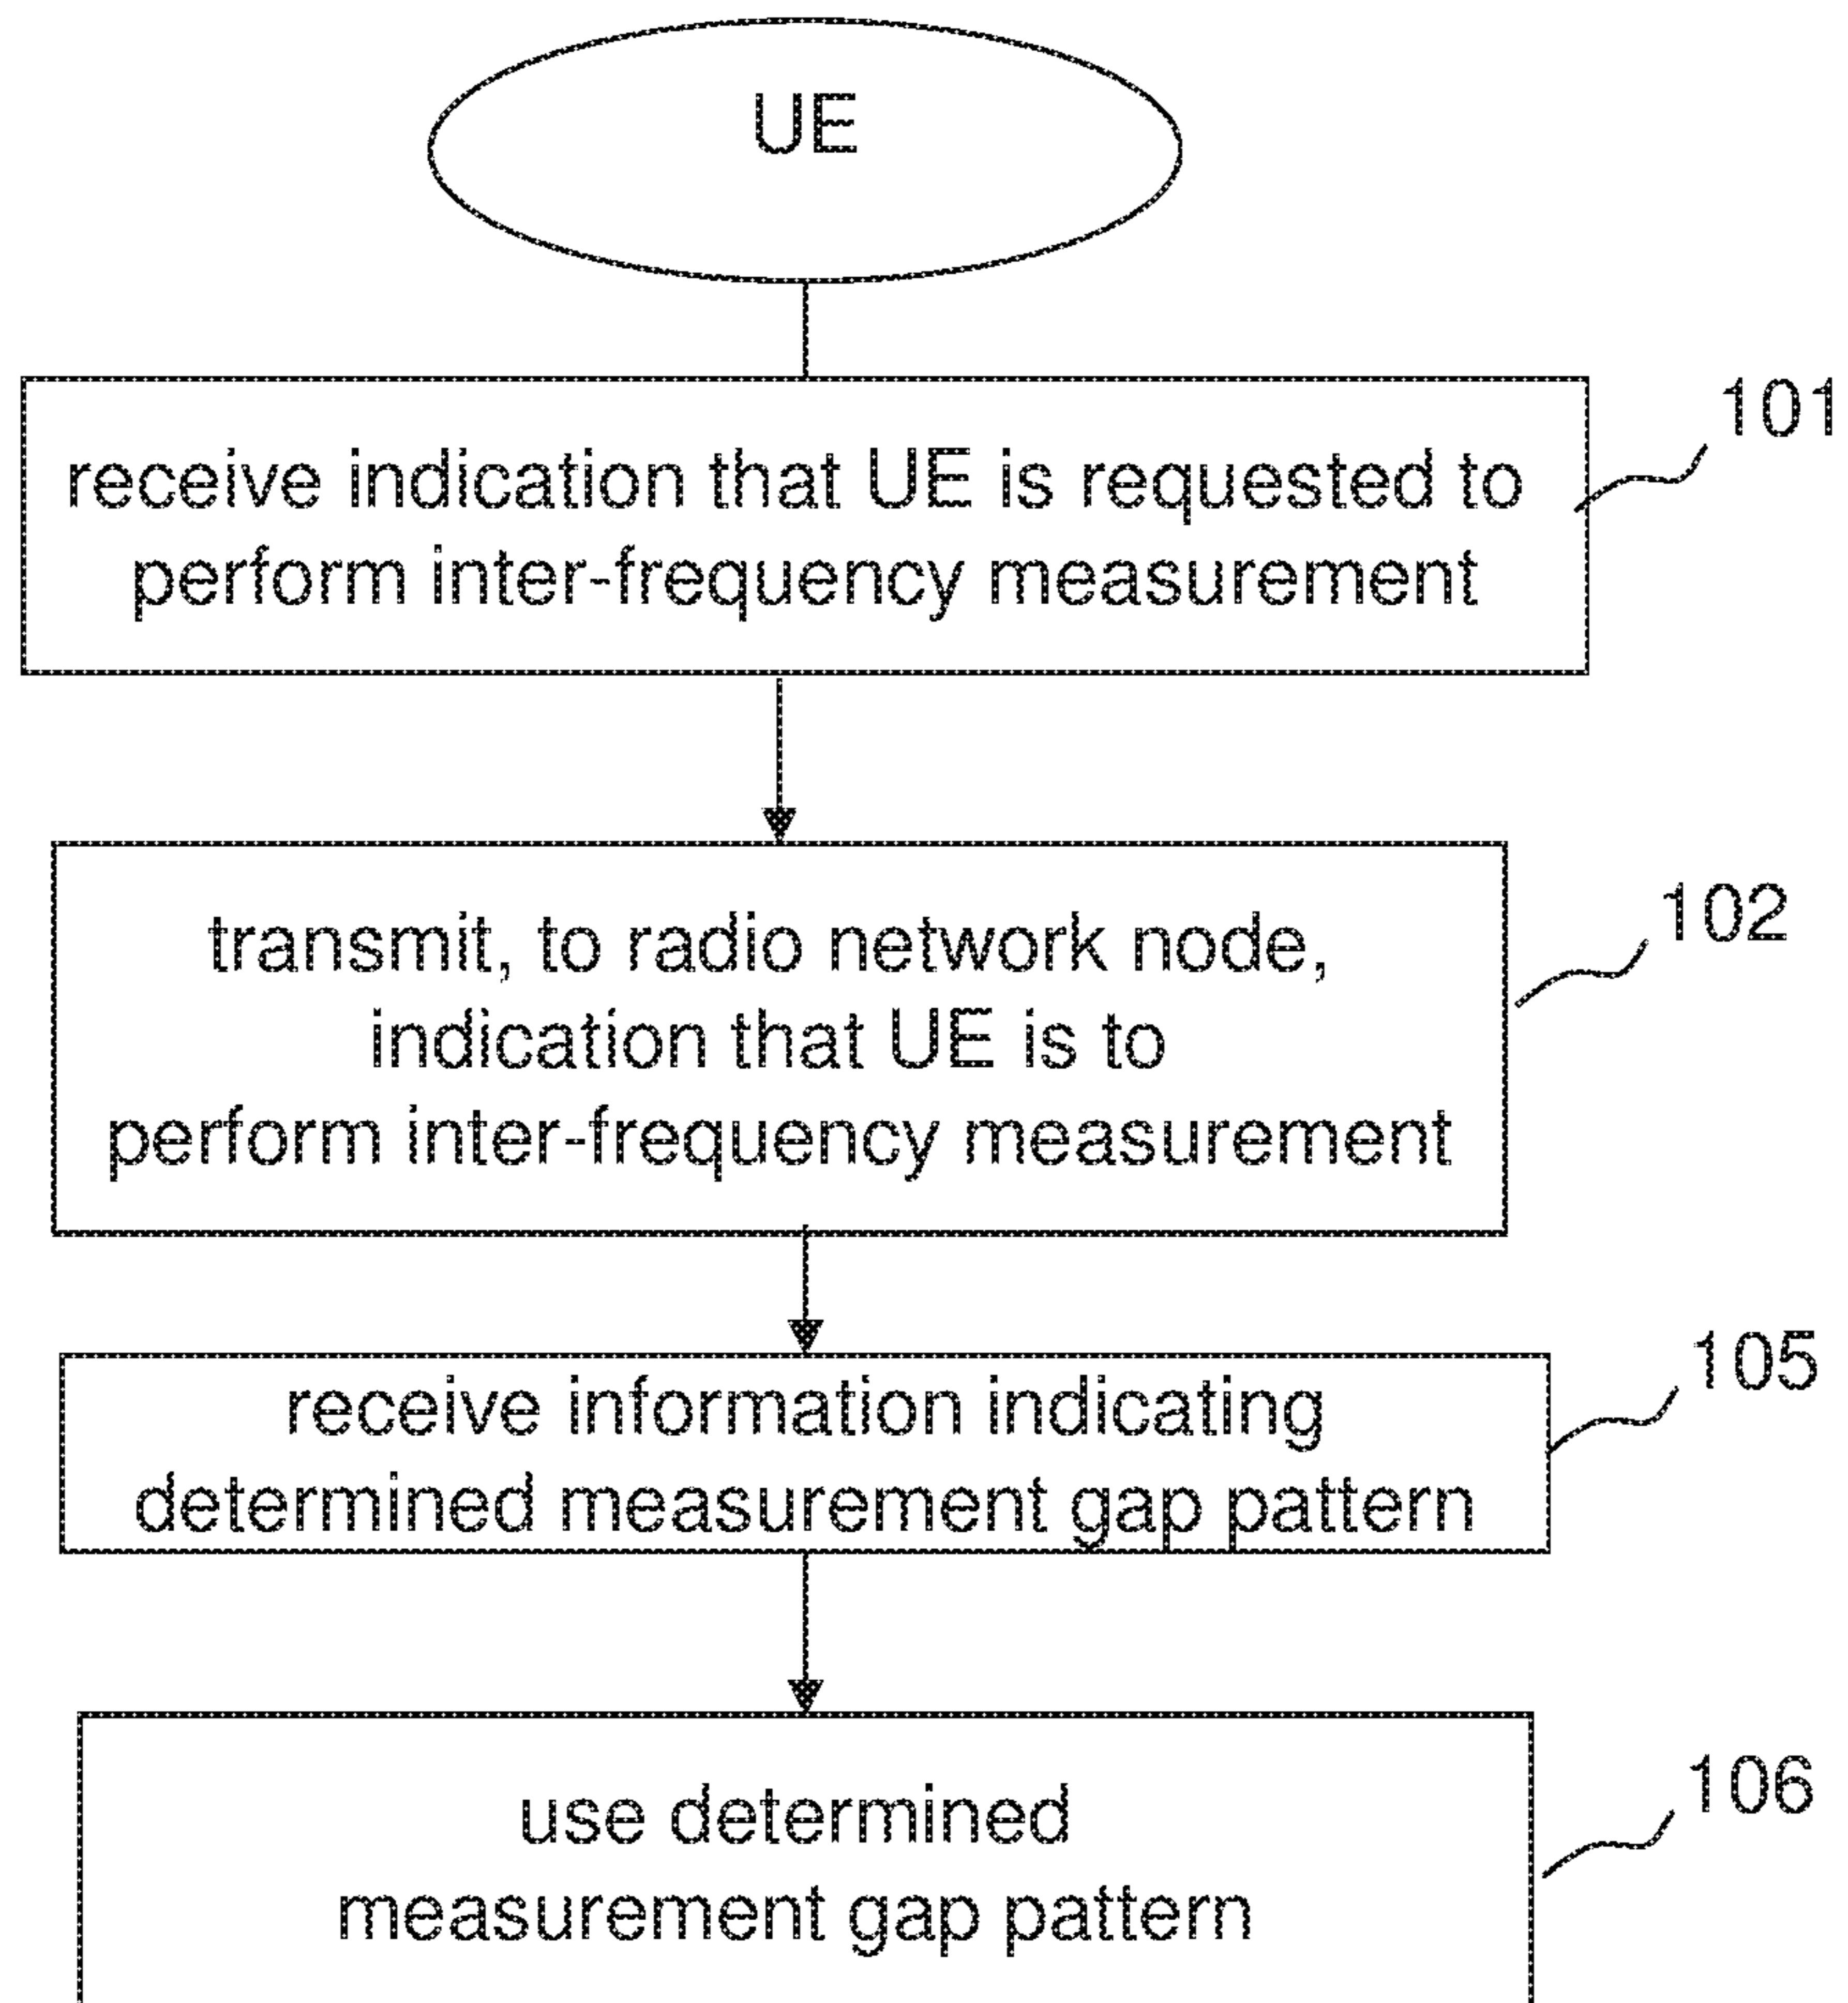 UE
101
receive indication that UE is requested to
perform inter-frequency measurement
102
transmit, to radio network node,
indication that UE is to
perform inter-frequency measurement
105
receive information indicating
determined measurement gap pattern
106
use determined
measurement gap pattern